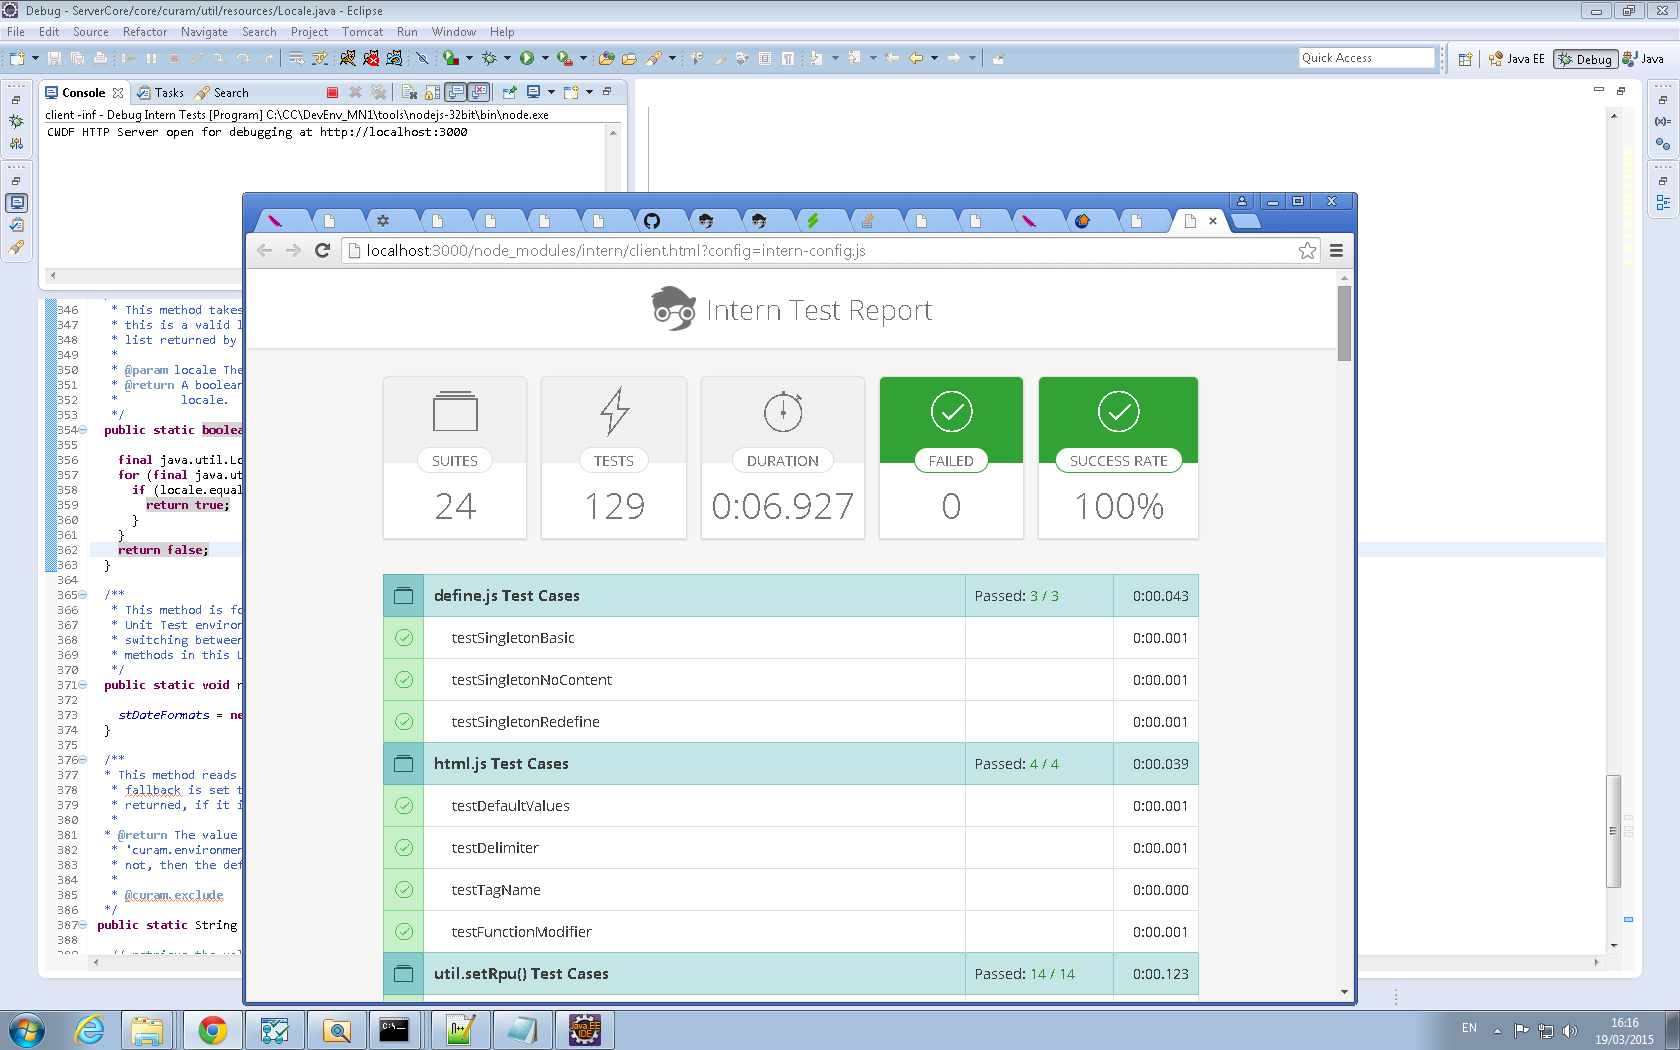 Debug - ServerCore/core/curam/util/resources/Locale.java - Eclipse
File Edit Source Refactor Navigate Search Project Tomcat Run Window Help
Quick Access
Java EE
Debug
Java
Console
Tasks
Search
client -inf - Debug Intern Tests [Program] C:\CC\DevEnv_MN1\tools\nodejs-32bit\bin\node.exe
CWDF HTTP Server open for debugging at http://localhost:3000
localhost:3000/node_modules/intern/client.html?config=intern-config.js
Intern Test Report
SUITES
24
TESTS
129
DURATION
0:06.927
FAILED
0
SUCCESS RATE
100%
define.js Test Cases Passed: 3 / 3 0:00.043
testSingletonBasic 0:00.001
testSingletonNoContent 0:00.001
testSingletonRedefine 0:00.001
html.js Test Cases Passed: 4 / 4 0:00.039
testDefaultValues 0:00.001
testDelimiter 0:00.001
testTagName 0:00.000
testFunctionModifier 0:00.001
util.setRpu() Test Cases Passed: 14 / 14 0:00.123
346 * This method takes
347 * this is a valid l
348 * list returned by
349 *
350 * @param locale The
351 * @return A boolean
352 * locale.
353 */
354 public static boolea
355
356 final java.util.Lo
357 for (final java.ut
358 if (locale.equal
359 return true;
360 }
361 }
362 return false;
363 }
364
365 /**
366 * This method is fo
367 * Unit Test environ
368 * switching between
369 * methods in this L
370 */
371 public static void r
372
373 stDateFormats = ne
374 }
375
376 /**
377 * This method reads
378 * fallback is set t
379 * returned, if it i
380 *
381 * @return The value
382 * 'curam.environmen
383 * not, then the def
384 *
385 * @curam.exclude
386 */
387 public static String
388
EN
16:16
19/03/2015